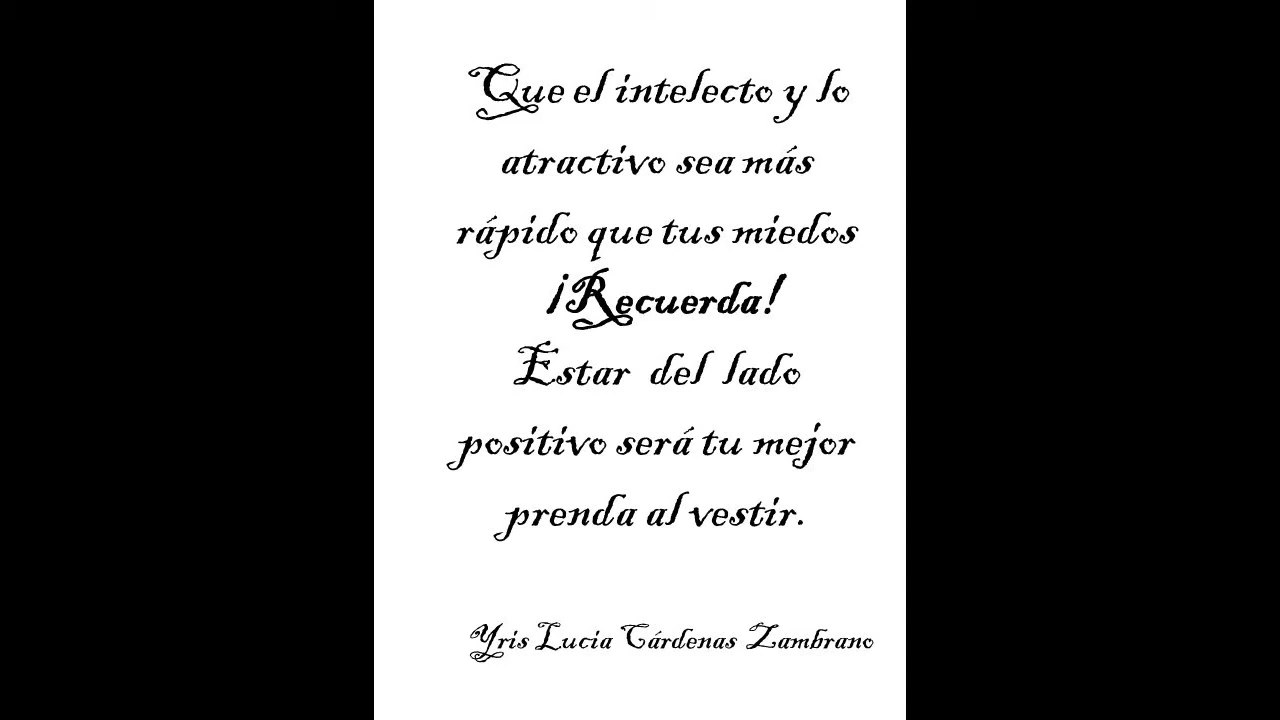 Que el intelecto y lo
atractivo sea más
rápido que tus miedos
¡Recuerda!
Estar del lado
positivo será tu mejor
prenda al vestir.
Yris Lucia Cárdenas Zambrano